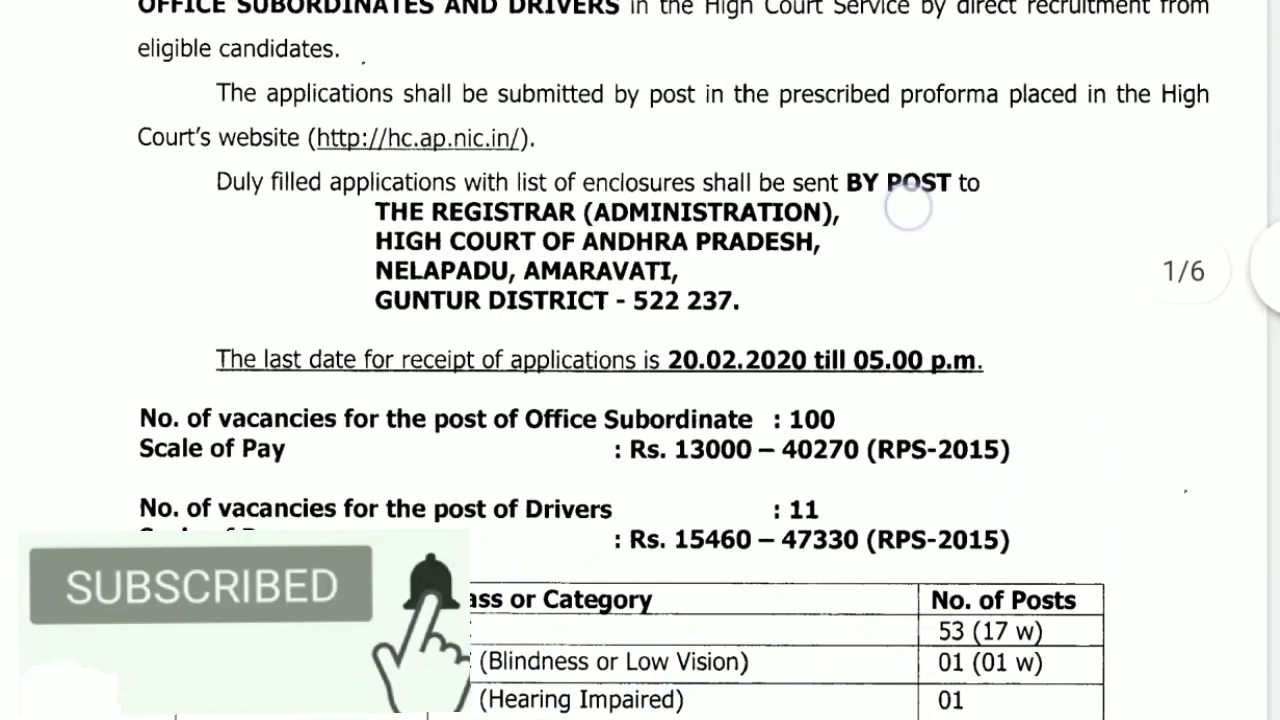 OFFICE SUBORDINATES AND DRIVERS in the High Court Service by direct recruitment from
eligible candidates.
The applications shall be submitted by post in the prescribed proforma placed in the High
Court's website (http://hc.ap.nic.in/).
Duly filled applications with list of enclosures shall be sent BY POST to
THE REGISTRAR (ADMINISTRATION),
HIGH COURT OF ANDHRA PRADESH,
NELAPADU, AMARAVATI,
GUNTUR DISTRICT - 522 237.
1/6
The last date for receipt of applications is 20.02.2020 till 05.00 p.m.
No. of vacancies for the post of Office Subordinate : 100
Scale of Pay : Rs. 13000 – 40270 (RPS-2015)
No. of vacancies for the post of Drivers : 11
: Rs. 15460 – 47330 (RPS-2015)
SUBSCRIBED
or Category No. of Posts
53 (17 w)
(Blindness or Low Vision) 01 (01 w)
(Hearing Impaired) 01